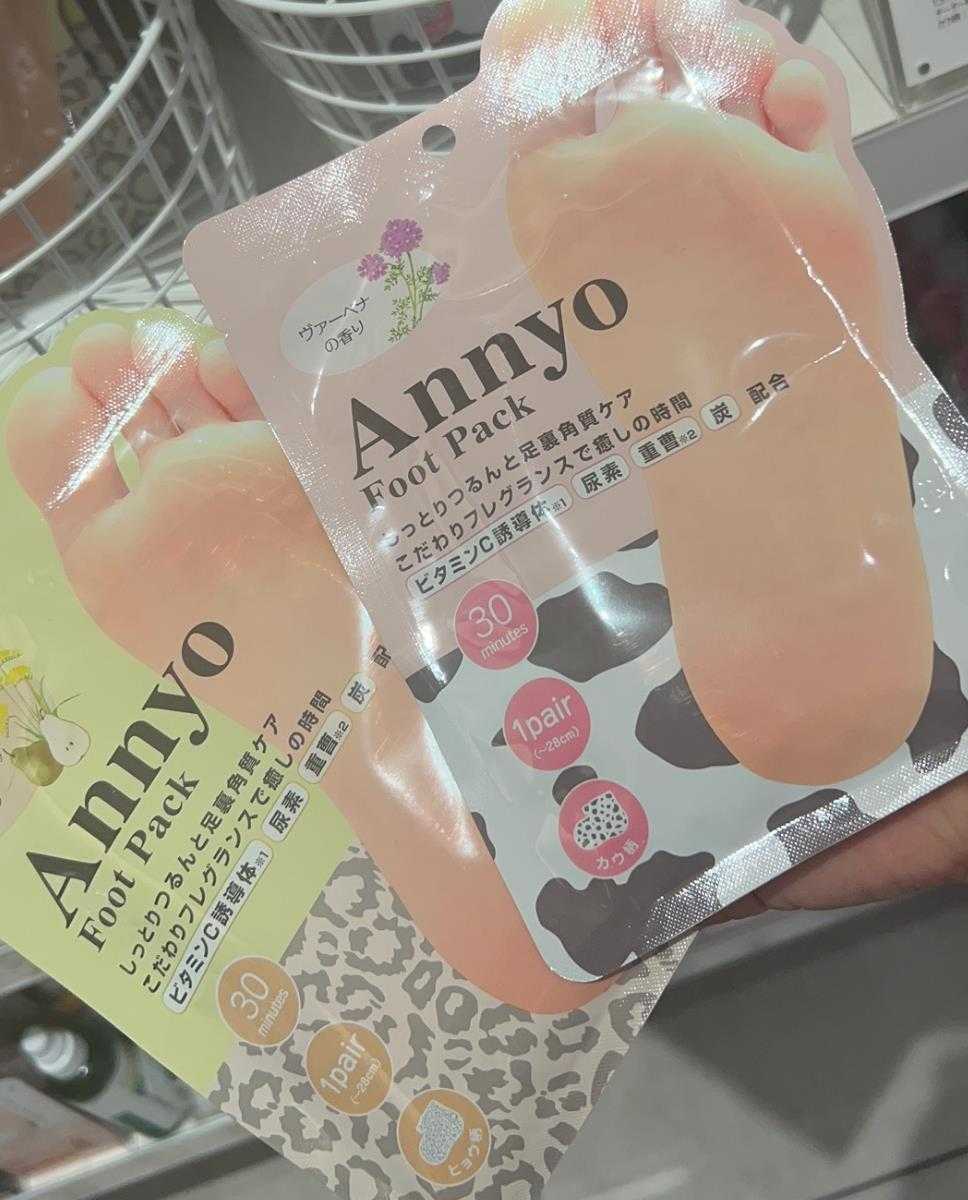 ヴァーベナ
の香り
Annyo
Foot Pack
しっとりつるんと足裏角質ケア
こだわりフレグランスで癒しの時間
ビタミンC誘導体※1 尿素 重曹※2 炭 配合
30
minutes
1pair
(~28cm)
カウ柄
Annyo
Foot Pack
しっとりつるんと足裏角質ケア
こだわりフレグランスで癒しの時間
ビタミンC誘導体※1 尿素 重曹※2 炭 配
30
minutes
1pair
(~28cm)
ヒョウ柄